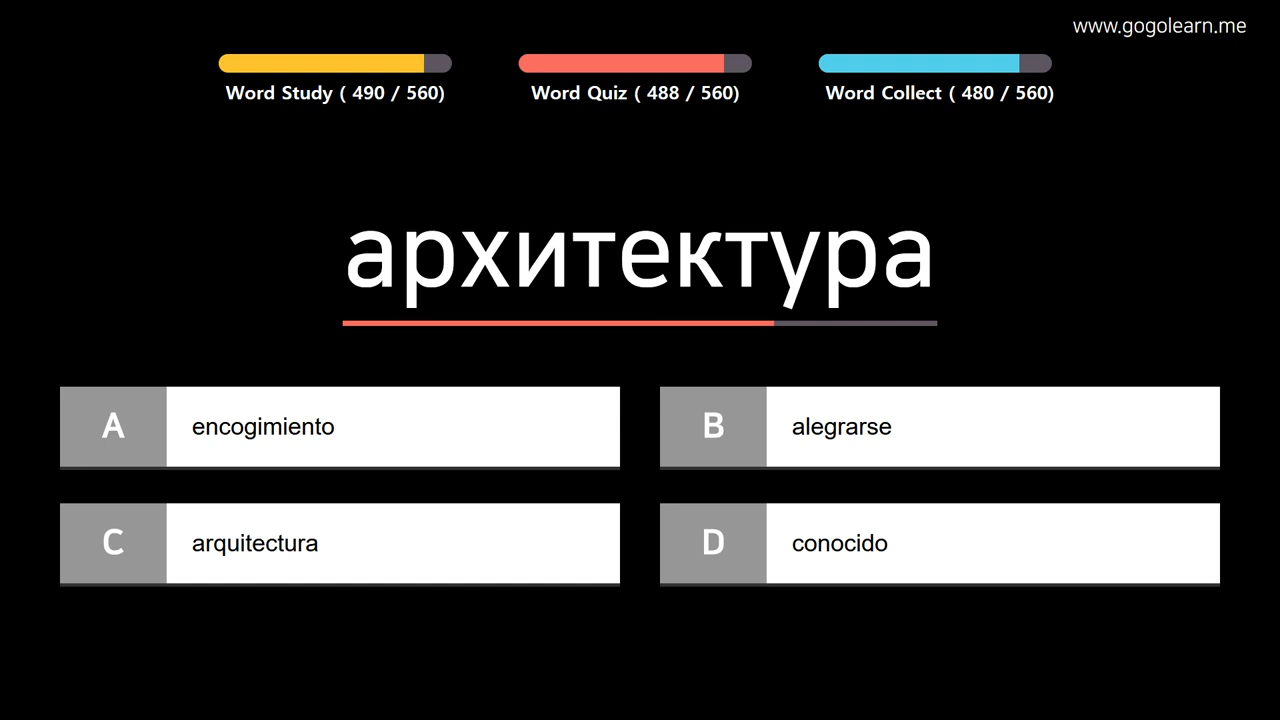 www.gogolearn.me
Word Study ( 490 / 560)
Word Quiz ( 488 / 560)
Word Collect ( 480 / 560)
архитектура
A encogimiento
B alegrarse
C arquitectura
D conocido